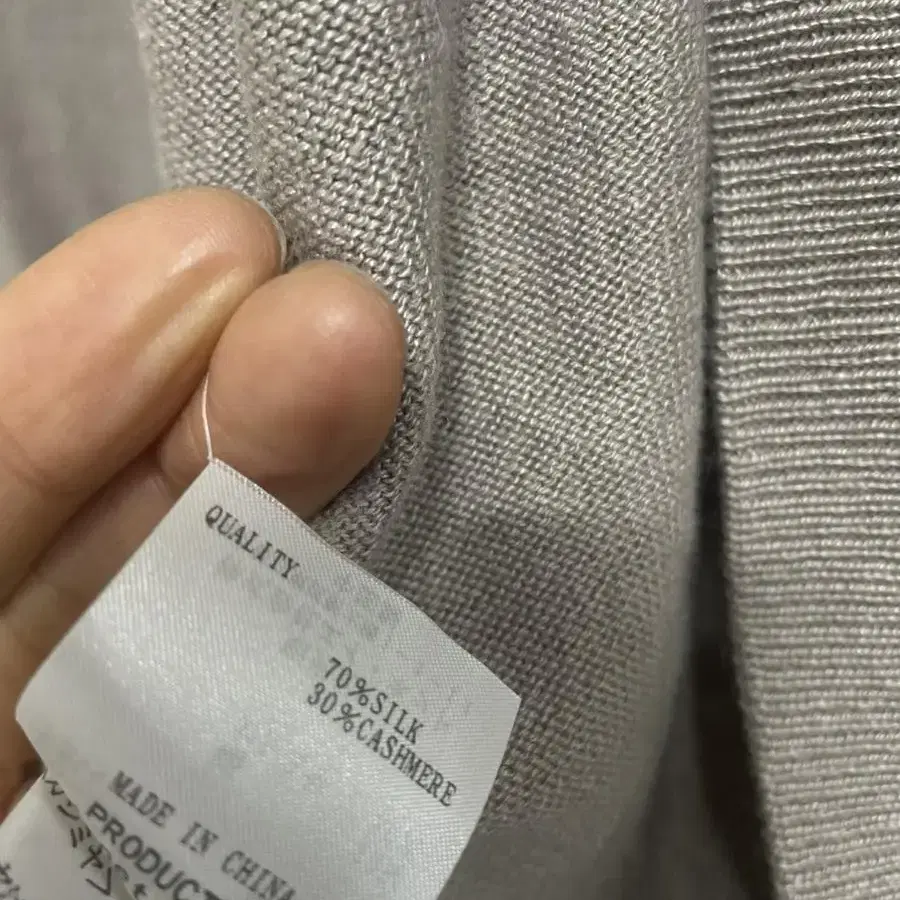 QUALITY
70%SILK
30%CASHMERE
MADE IN CHINA
PRODUCT